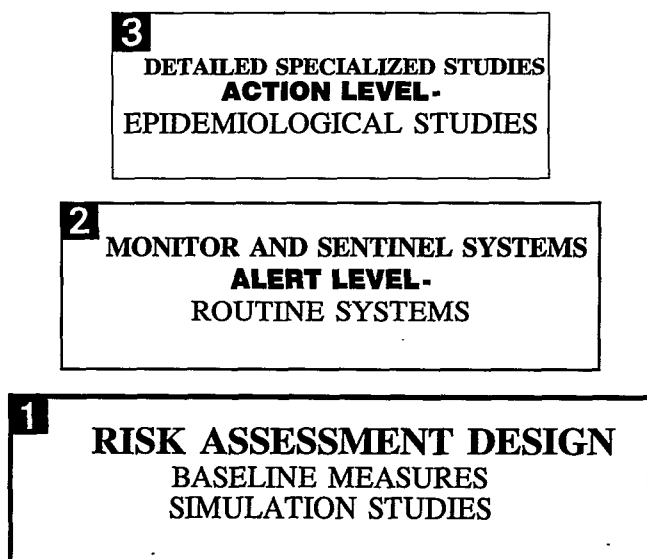 3
DETAILED SPECIALIZED STUDIES
ACTION LEVEL-
EPIDEMIOLOGICAL STUDIES
2
MONITOR AND SENTINEL SYSTEMS
ALERT LEVEL-
ROUTINE SYSTEMS
1
RISK ASSESSMENT DESIGN
BASELINE MEASURES
SIMULATION STUDIES